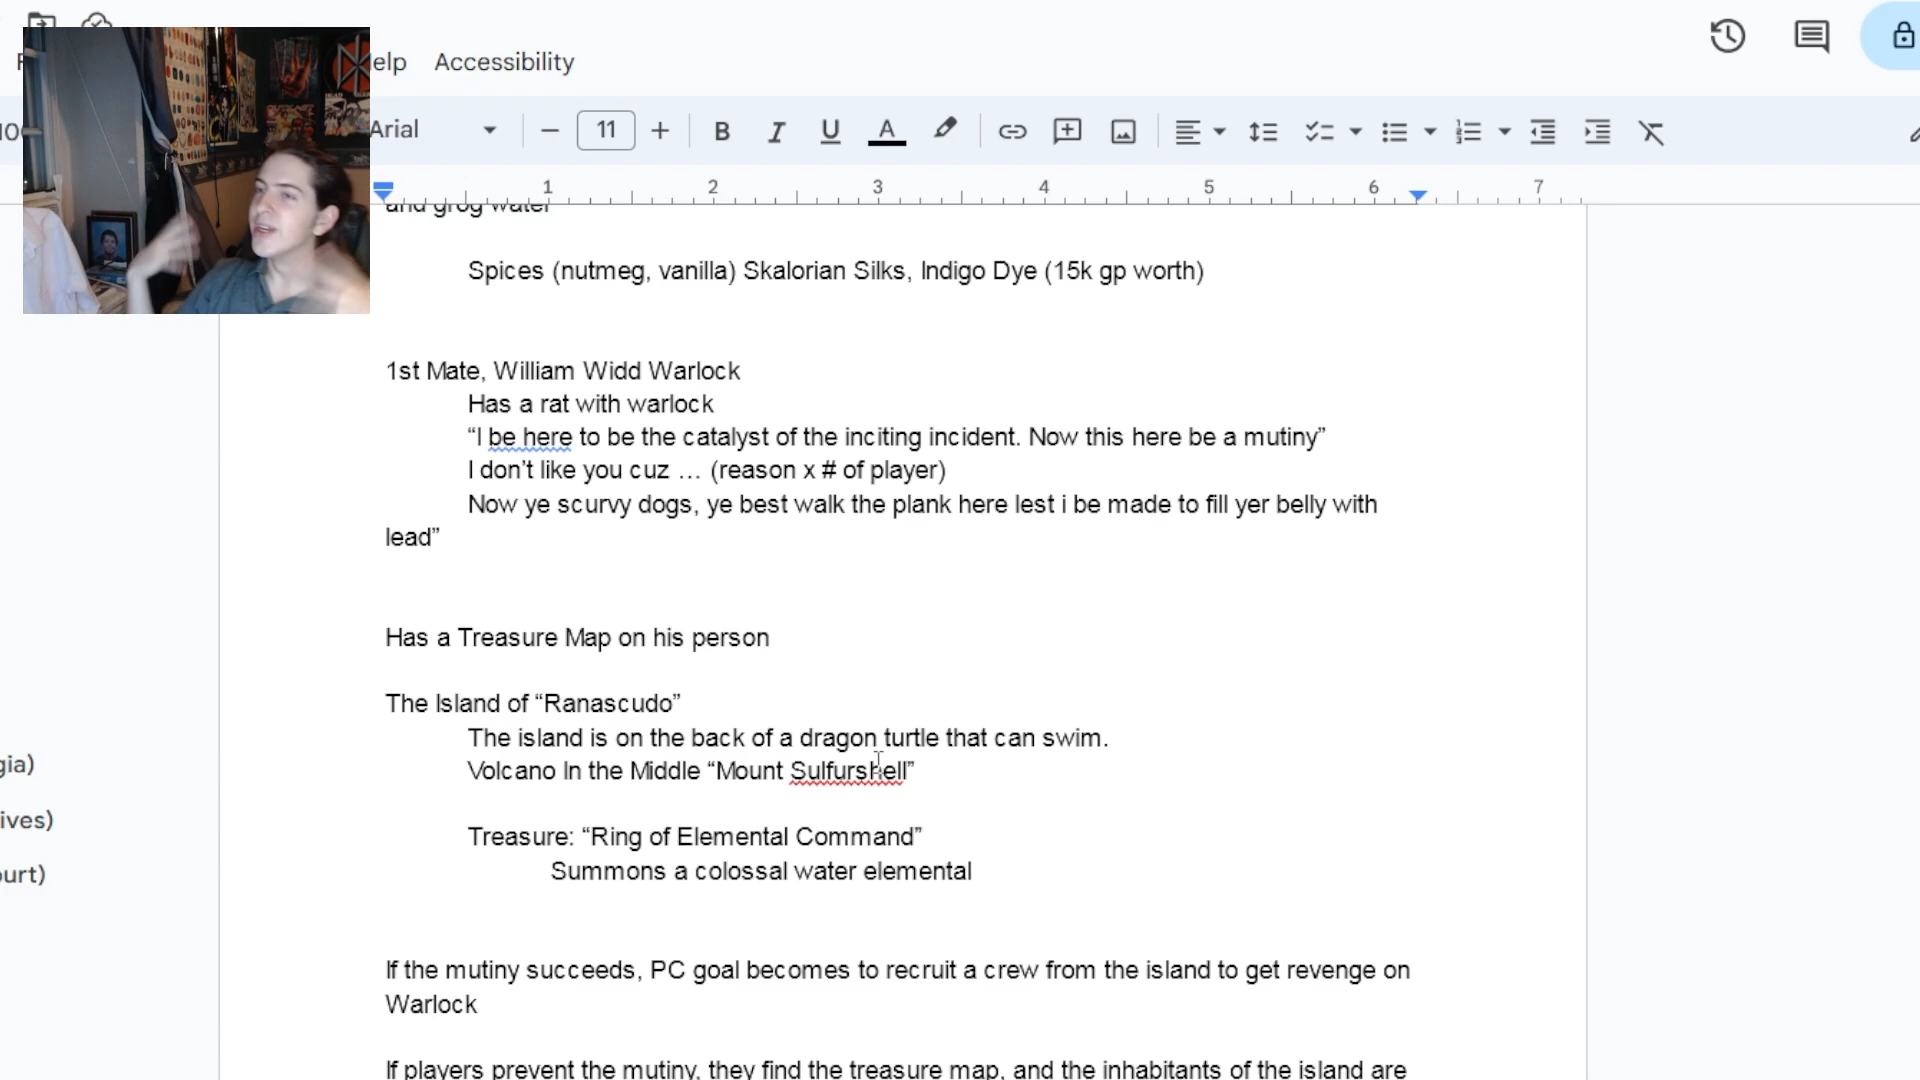 elp Accessibility
Arial 11
1 2 3 4 5 6 7
and grog water
Spices (nutmeg, vanilla) Skalorian Silks, Indigo Dye (15k gp worth)
1st Mate, William Widd Warlock
Has a rat with warlock
“I be here to be the catalyst of the inciting incident. Now this here be a mutiny”
I don’t like you cuz … (reason x # of player)
Now ye scurvy dogs, ye best walk the plank here lest i be made to fill yer belly with
lead”
Has a Treasure Map on his person
The Island of “Ranascudo”
The island is on the back of a dragon turtle that can swim.
Volcano In the Middle “Mount Sulfurshell”
gia)
Treasure: “Ring of Elemental Command”
ives)
Summons a colossal water elemental
ourt)
If the mutiny succeeds, PC goal becomes to recruit a crew from the island to get revenge on
Warlock
If players prevent the mutiny, they find the treasure map, and the inhabitants of the island are